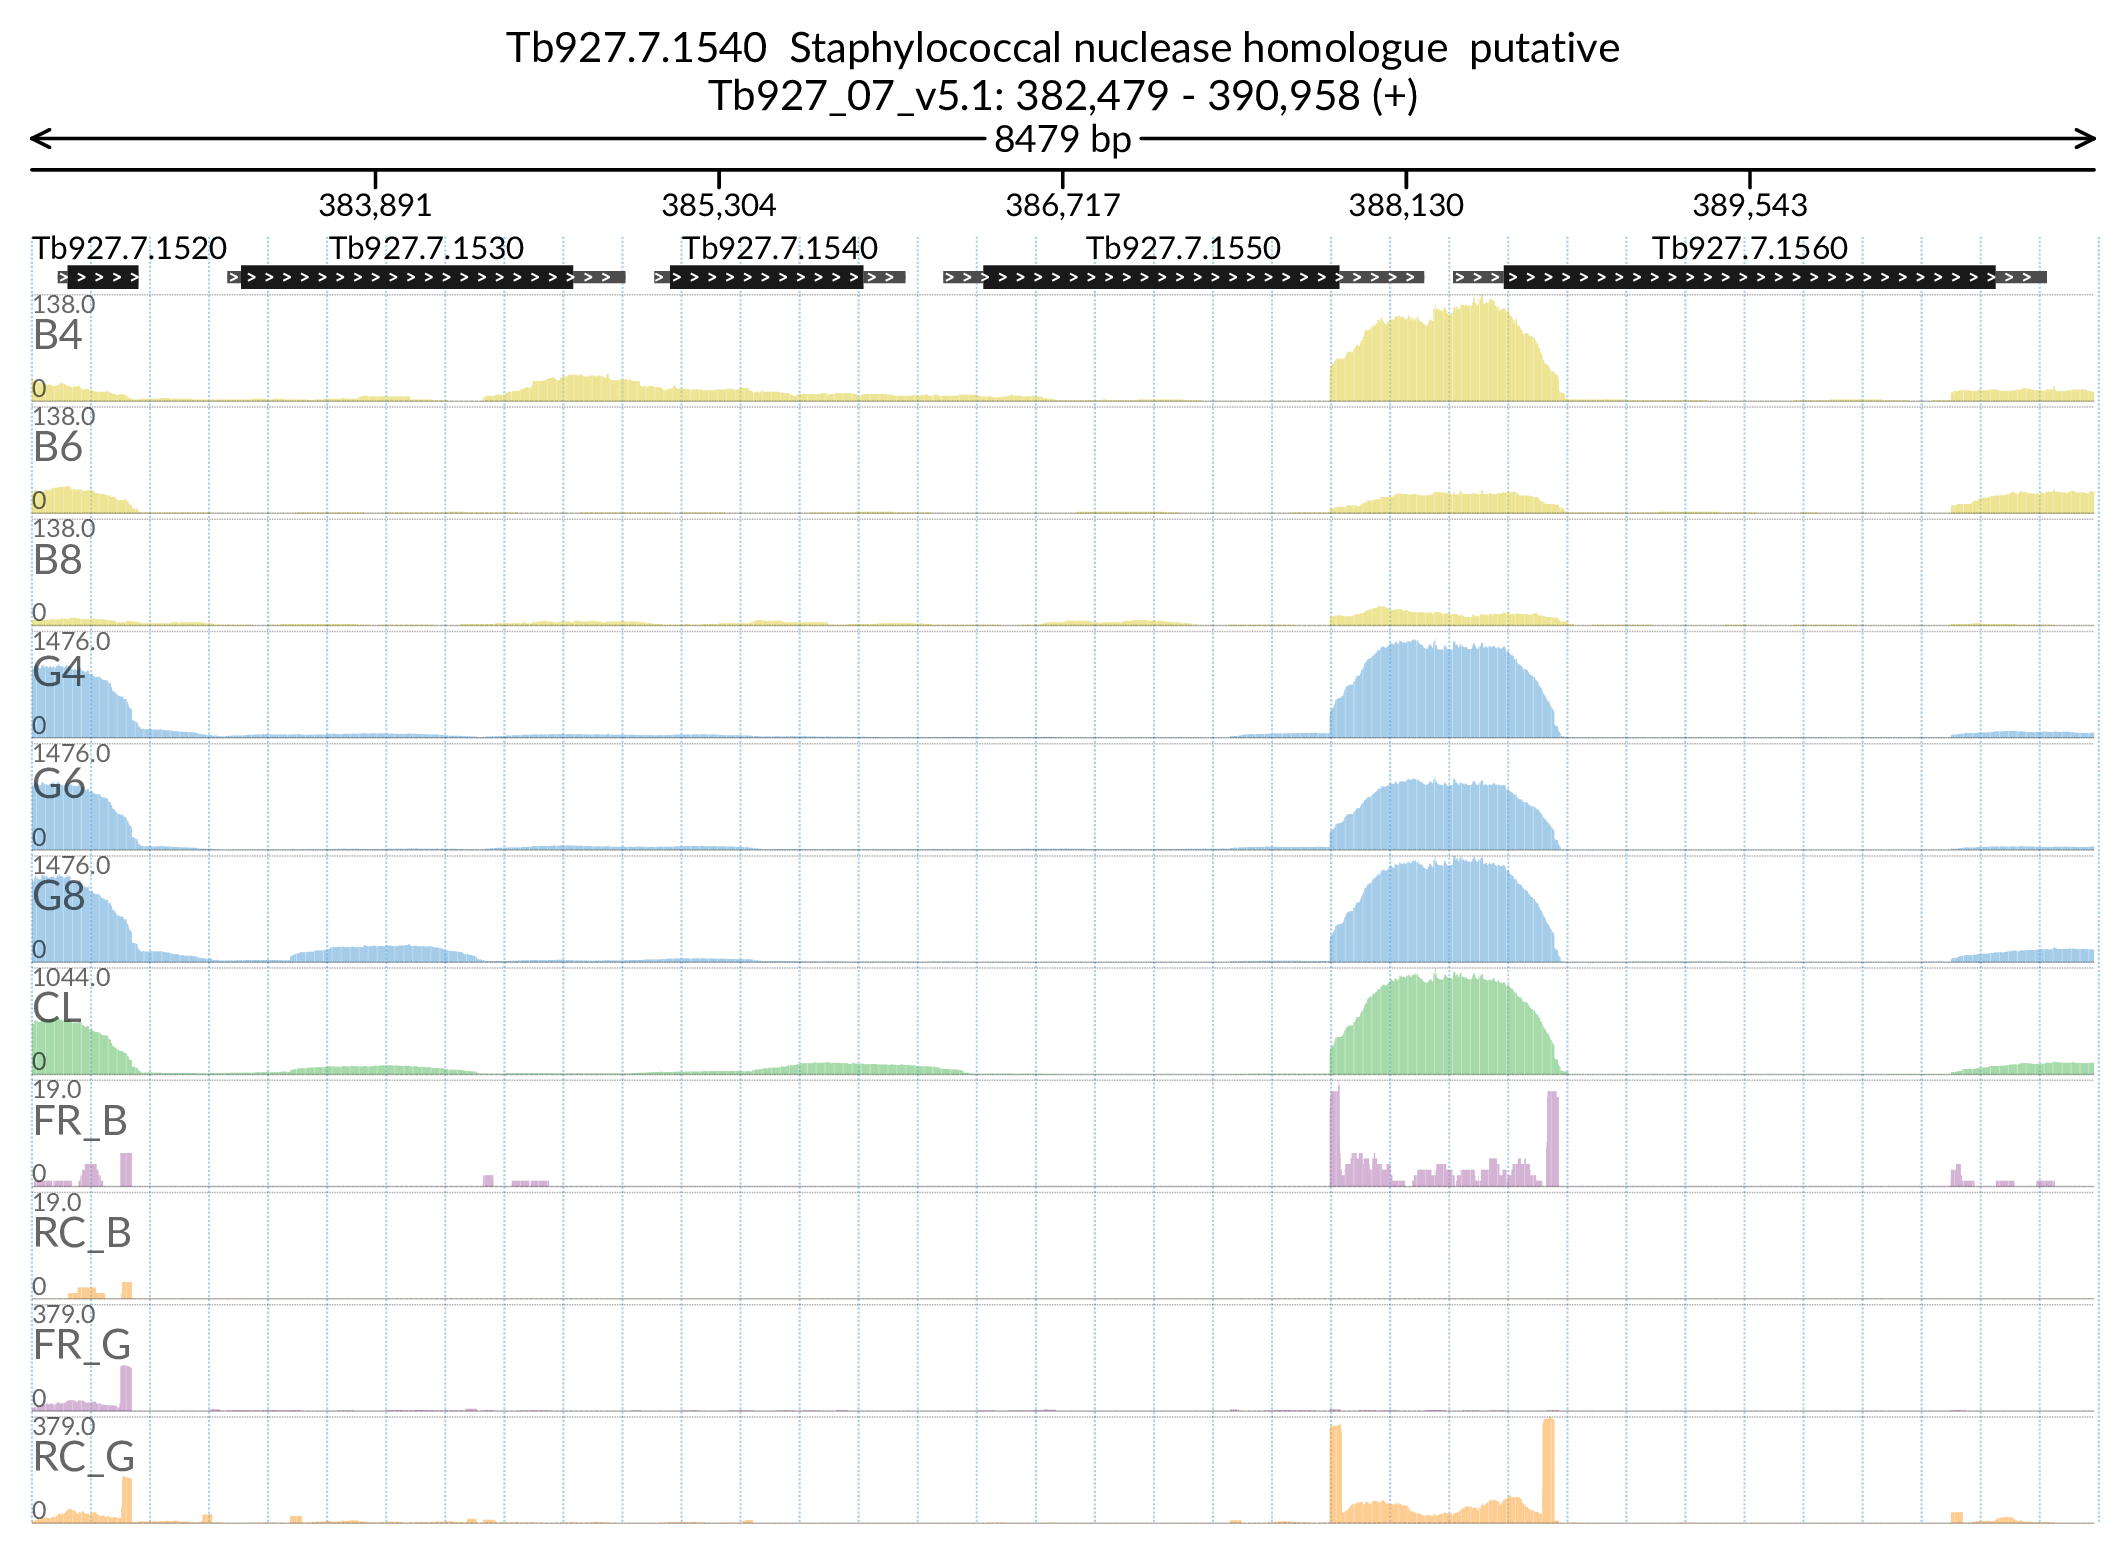 Tb927.7.1540 Staphylococcal nuclease homologue putative
Tb927_07_v5.1: 382,479 - 390,958 (+)
8479 bp
383,891 385,304 386,717 388,130 389,543
Tb927.7.1520 Tb927.7.1530 Tb927.7.1540 Tb927.7.1550 Tb927.7.1560
138.0
B4
0
138.0
B6
0
138.0
B8
0
1476.0
G4
0
1476.0
G6
0
1476.0
G8
0
1044.0
CL
0
19.0
FR_B
0
19.0
RC_B
0
379.0
FR_G
0
379.0
RC_G
0